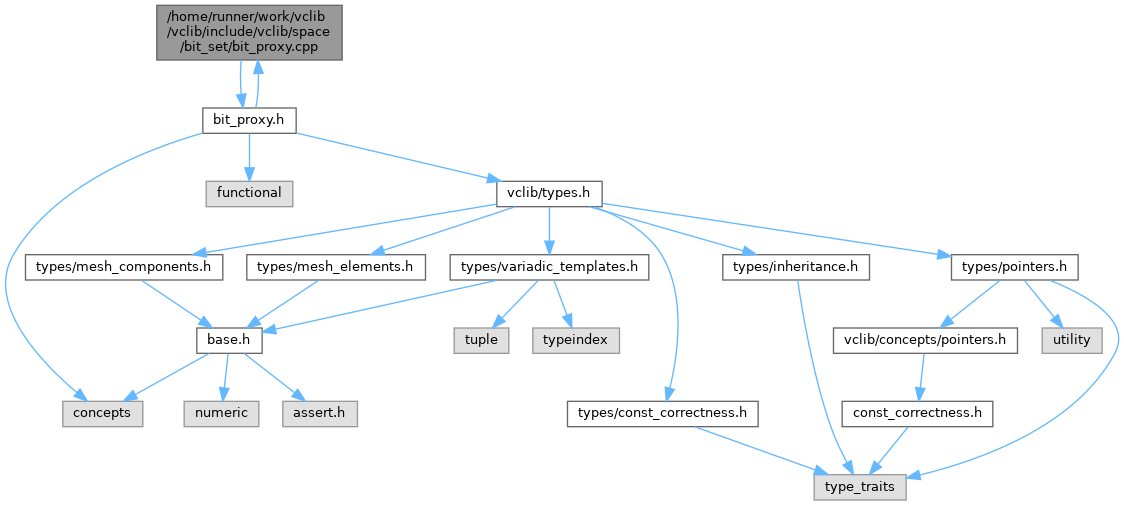 /home/runner/work/vclib
/vclib/include/vclib/space
/bit_set/bit_proxy.cpp
bit_proxy.h
functional
vclib/types.h
types/mesh_components.h
types/mesh_elements.h
types/variadic_templates.h
types/inheritance.h
types/pointers.h
base.h
tuple
typeindex
vclib/concepts/pointers.h
utility
concepts
numeric
assert.h
types/const_correctness.h
const_correctness.h
type_traits